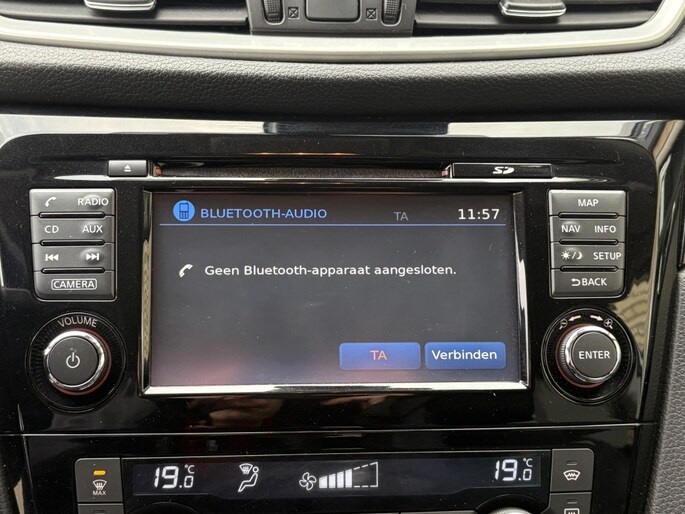 SD
RADIO
CD AUX
CAMERA
VOLUME
BLUETOOTH-AUDIO TA 11:57
Geen Bluetooth-apparaat aangesloten.
TA Verbinden
MAP
NAV INFO
SETUP
BACK
ENTER
MAX
19.0 °C
19.0 °C